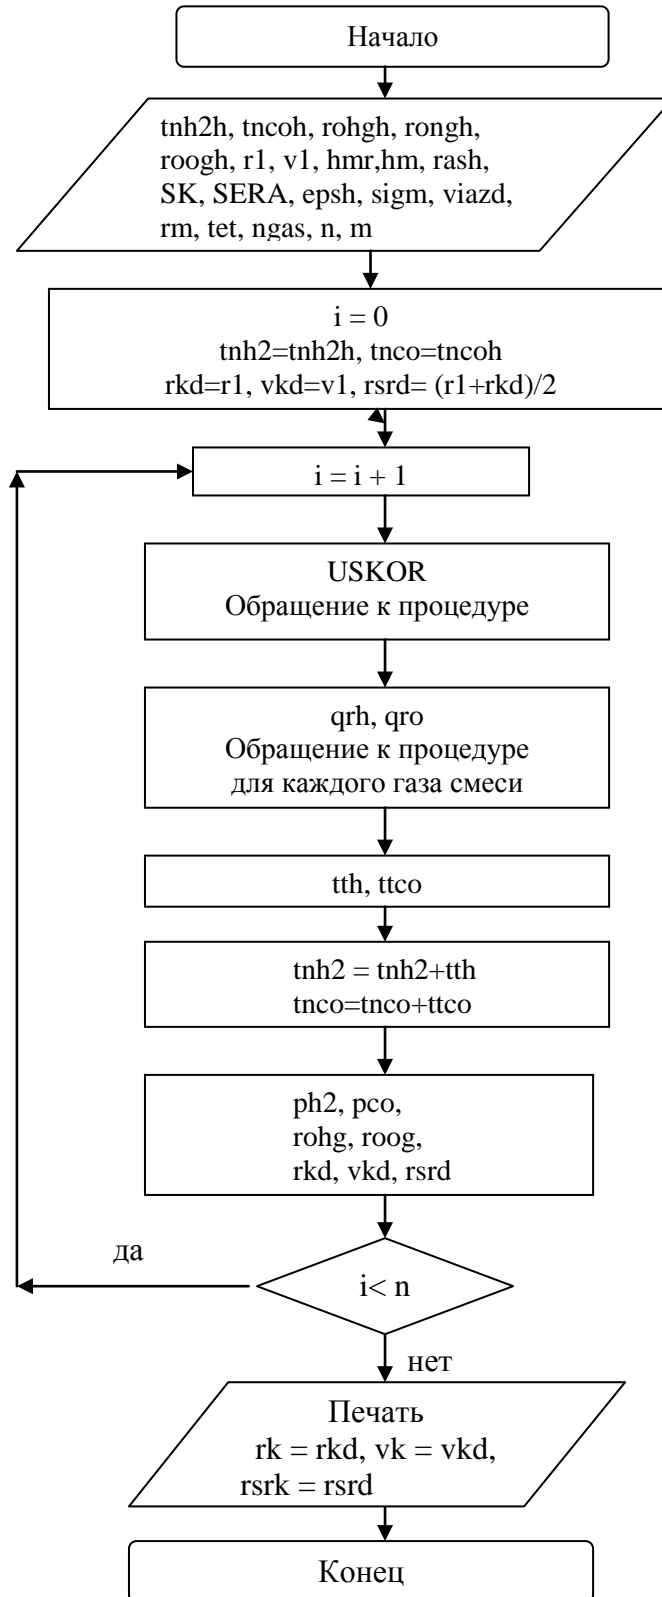 Начало
tnh2h, tncoh, rohgh, rongh,
roogh, r1, v1, hmr,hm, rash,
SK, SERA, epsh, sigm, viazd,
rm, tet, ngas, n, m
i = 0
tnh2=tnh2h, tnco=tncoh
rkd=r1, vkd=v1, rsrd= (r1+rkd)/2
i = i + 1
USKOR
Обращение к процедуре
qrh, qro
Обращение к процедуре
для каждого газа смеси
tth, ttco
tnh2 = tnh2+tth
tnco=tnco+ttco
ph2, pco,
rohg, roog,
rkd, vkd, rsrd
да
i< n
нет
Печать
rk = rkd, vk = vkd,
rsrk = rsrd
Конец